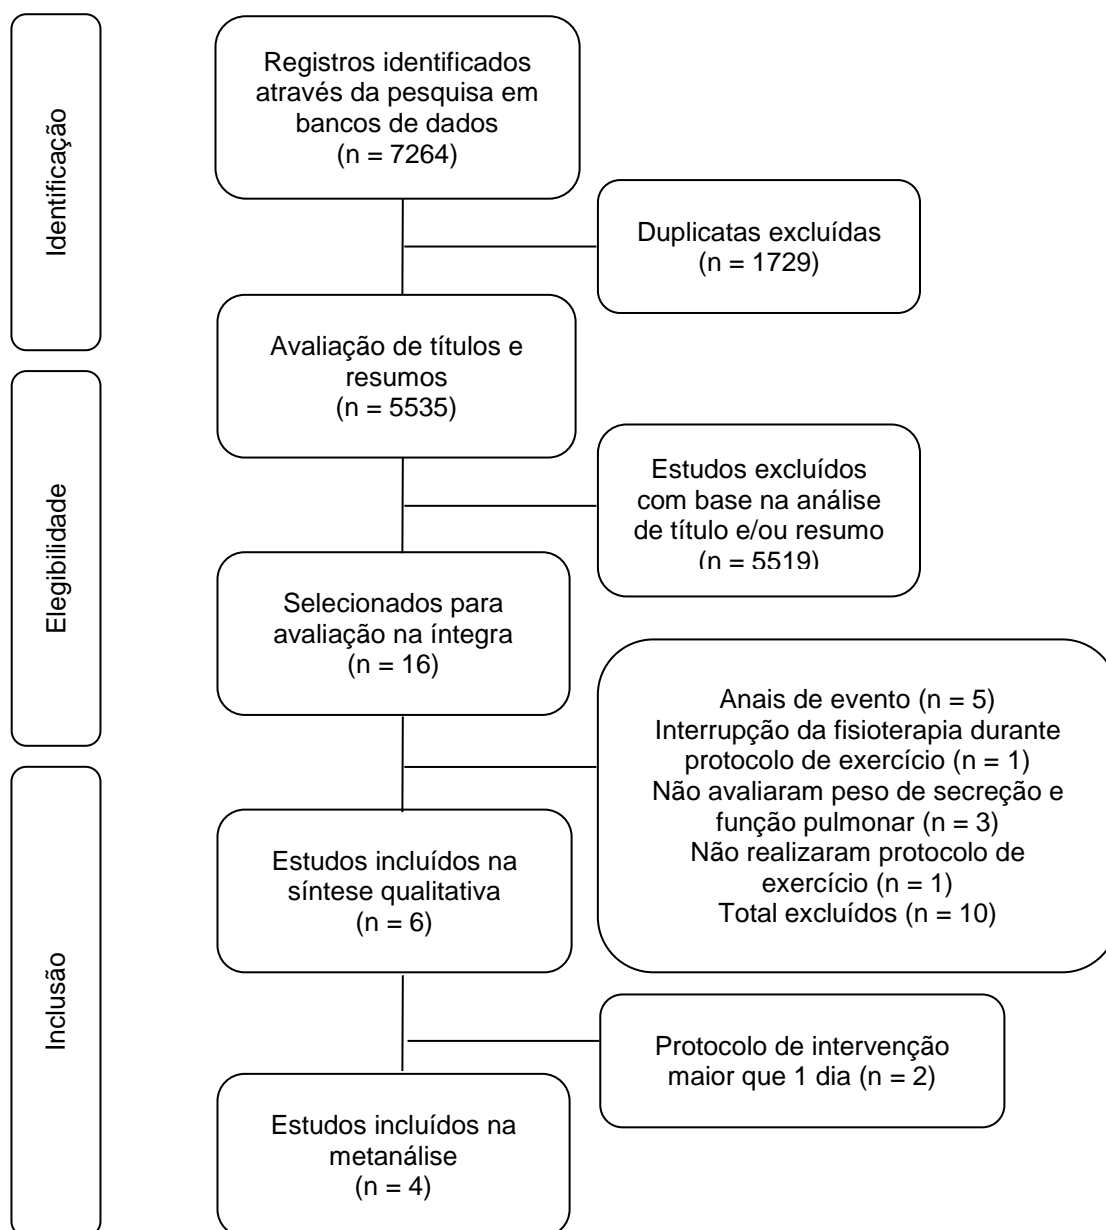 Identificação
Registros identificados
através da pesquisa em
bancos de dados
(n = 7264)
Duplicatas excluídas
(n = 1729)
Avaliação de títulos e
resumos
(n = 5535)
Elegibilidade
Estudos excluídos
com base na análise
de título e/ou resumo
(n = 5519)
Selecionados para
avaliação na íntegra
(n = 16)
Anais de evento (n = 5)
Interrupção da fisioterapia durante
protocolo de exercício (n = 1)
Não avaliaram peso de secreção e
função pulmonar (n = 3)
Não realizaram protocolo de
exercício (n = 1)
Total excluídos (n = 10)
Inclusão
Estudos incluídos na
síntese qualitativa
(n = 6)
Protocolo de intervenção
maior que 1 dia (n = 2)
Estudos incluídos na
metanálise
(n = 4)